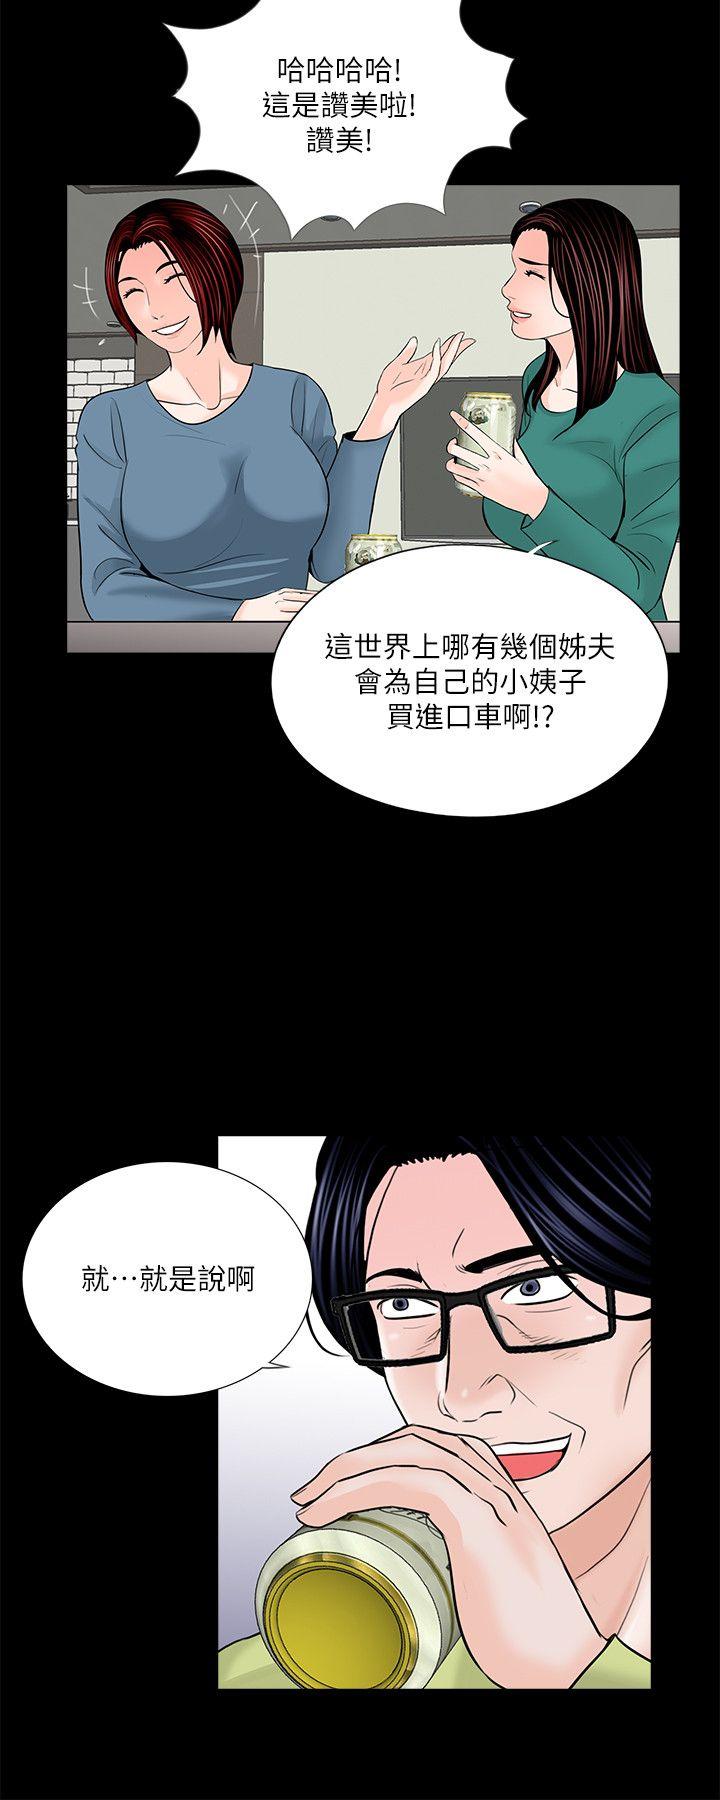 哈哈哈哈!
這是讚美啦!
讚美!
這世界上哪有幾個姊夫
會為自己的小姨子
買進口車啊!?
就…就是說啊